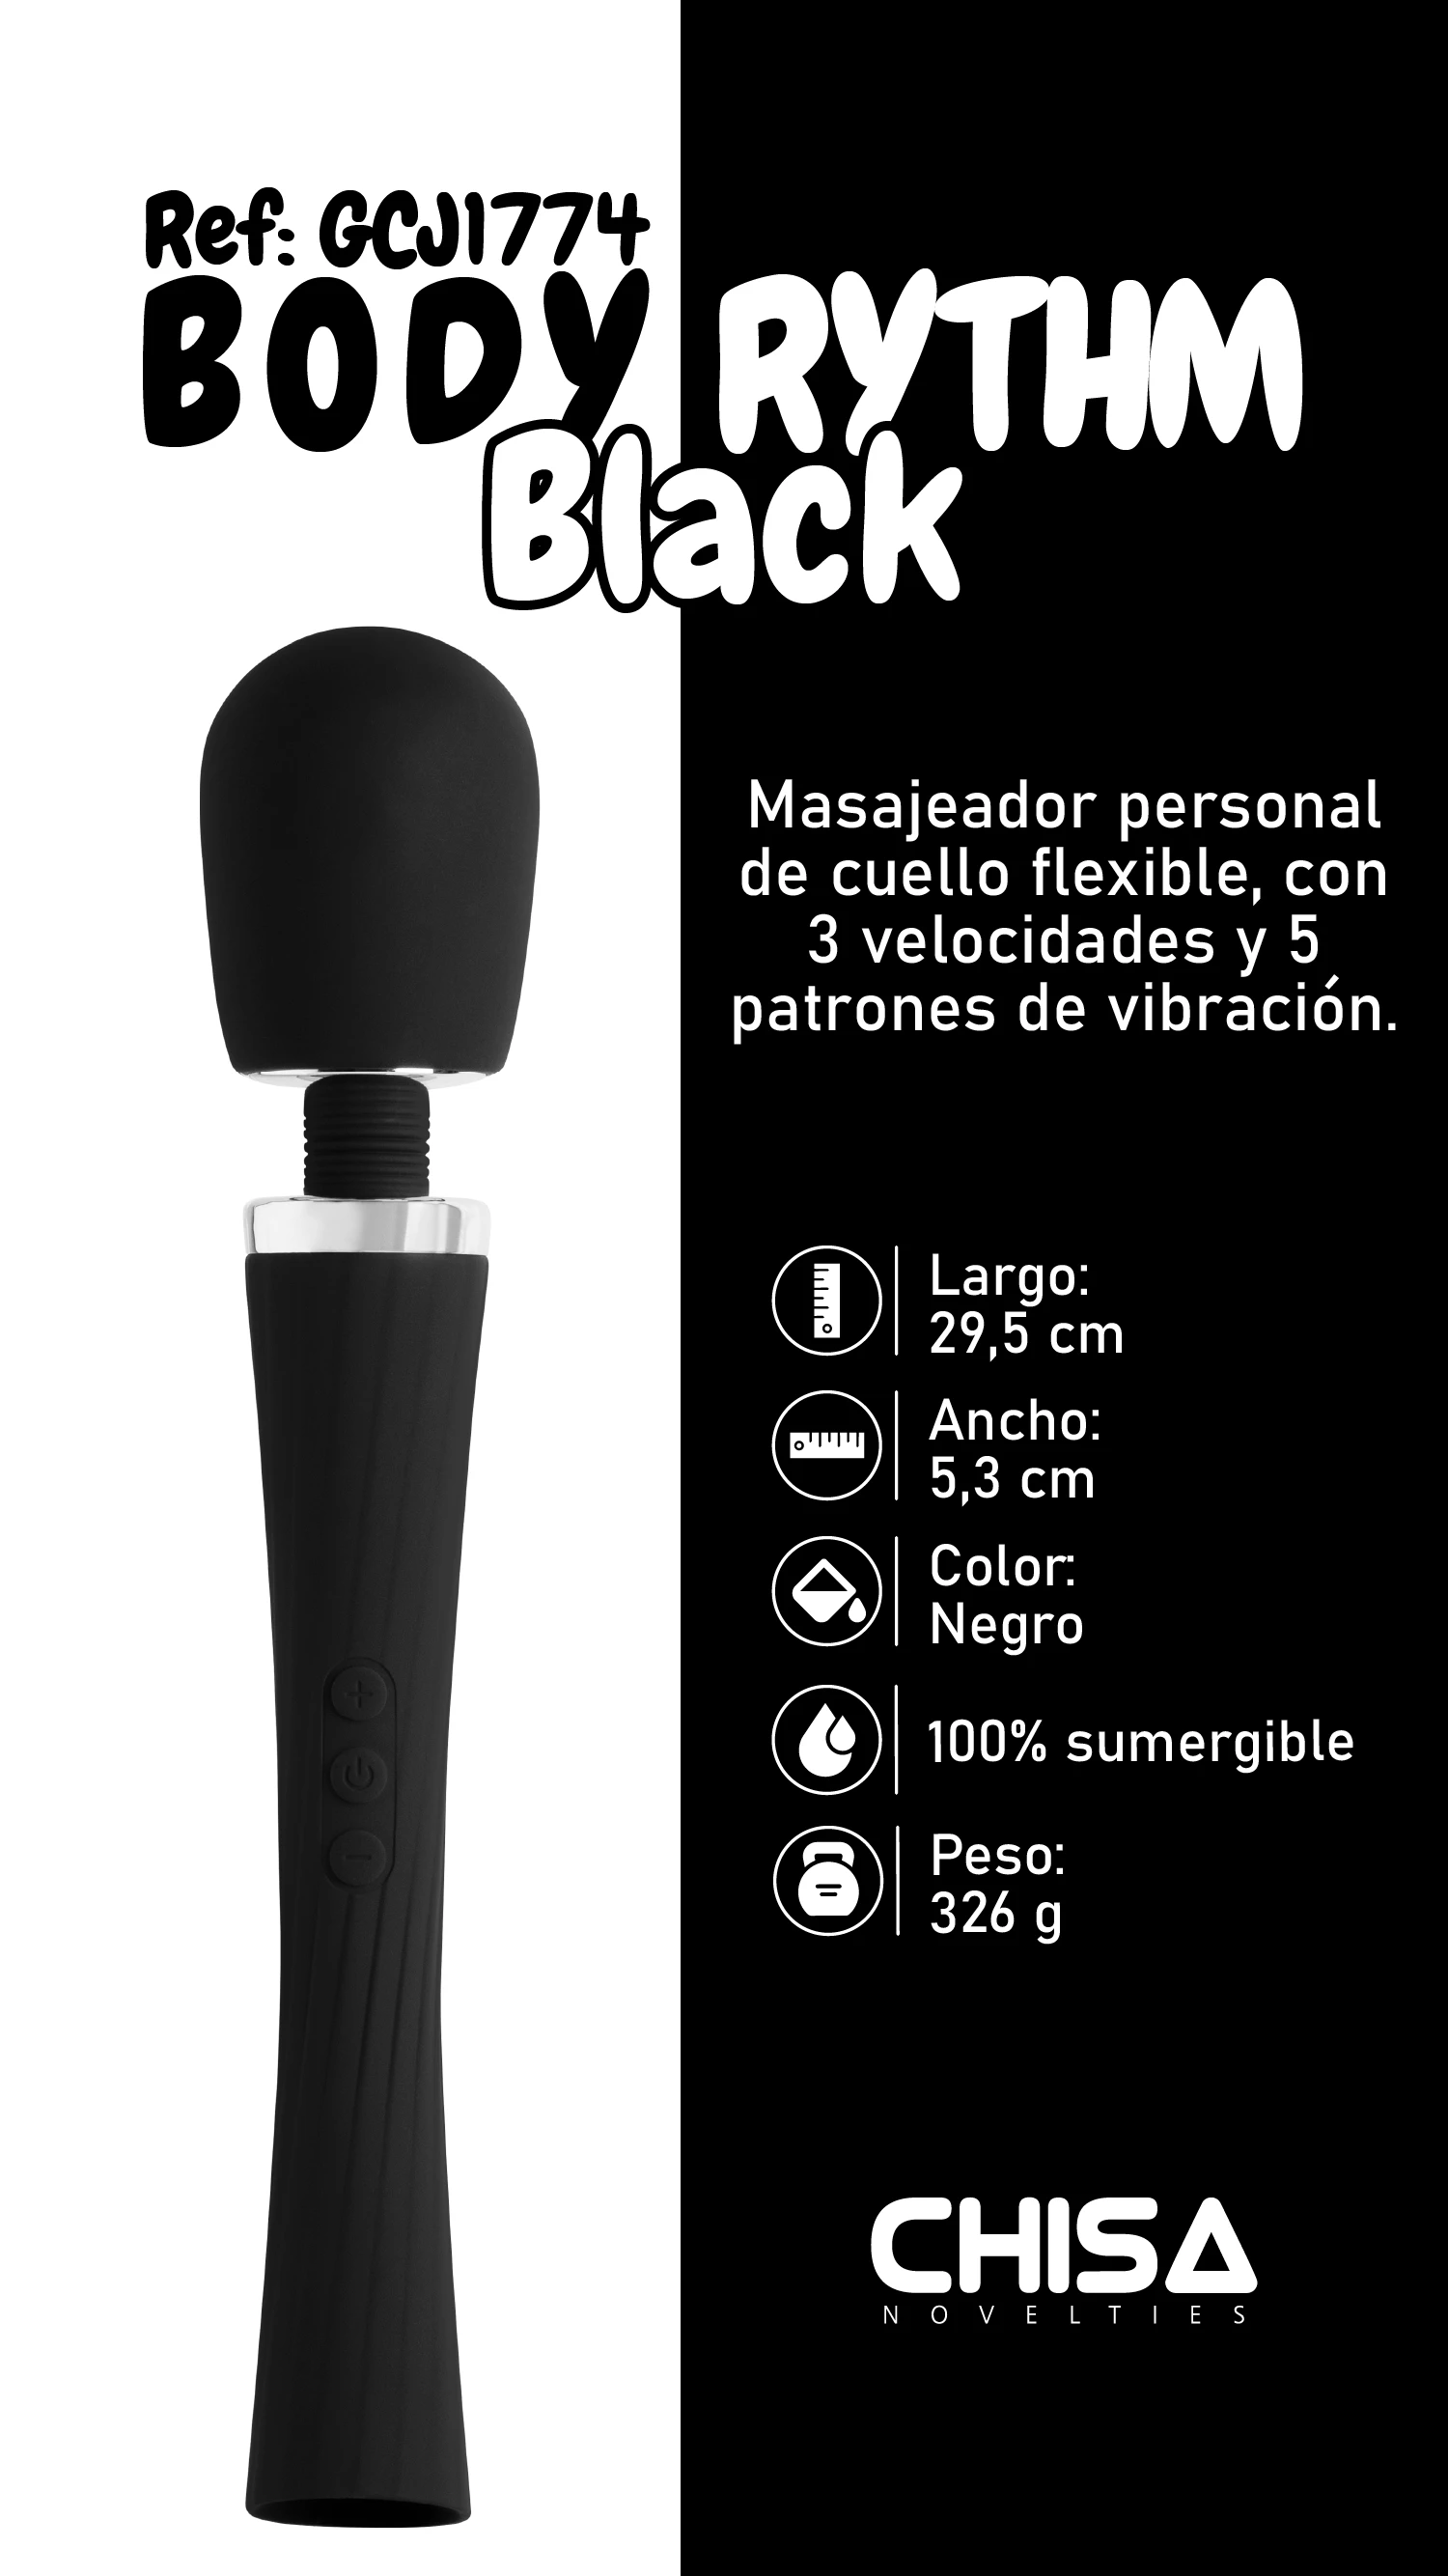 Ref: GCJ1774
BODY RYTHM
Black
Masajeador personal
de cuello flexible, con
3 velocidades y 5
patrones de vibración.
Largo:
29,5 cm
Ancho:
5,3 cm
Color:
Negro
100% sumergible
Peso:
326 g
CHISA
NOVELTIES